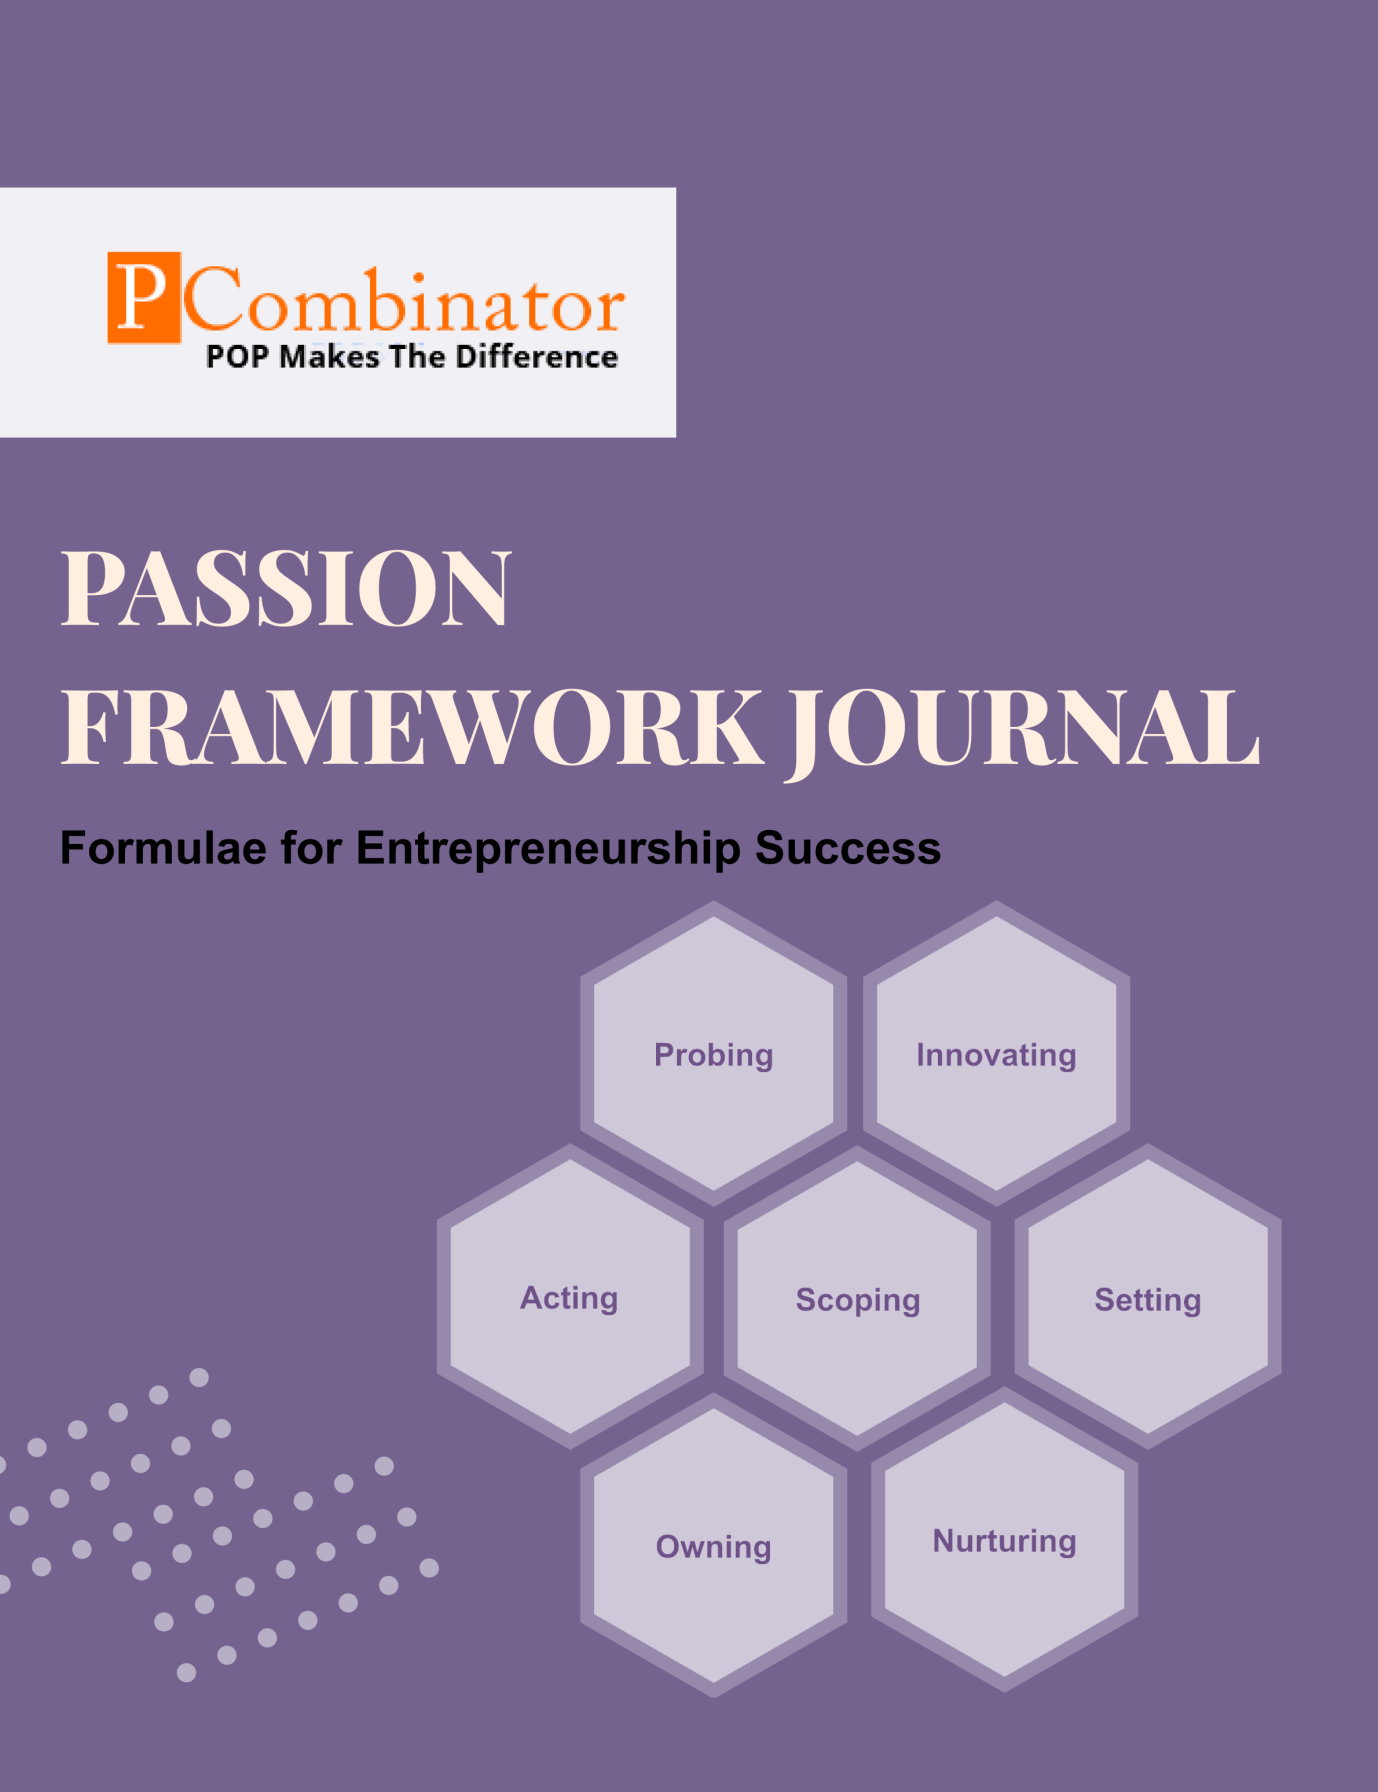 PCombinator
POP Makes The Difference
PASSION
FRAMEWORK JOURNAL
Formulae for Entrepreneurship Success
Probing
Innovating
Acting
Scoping
Setting
Owning
Nurturing